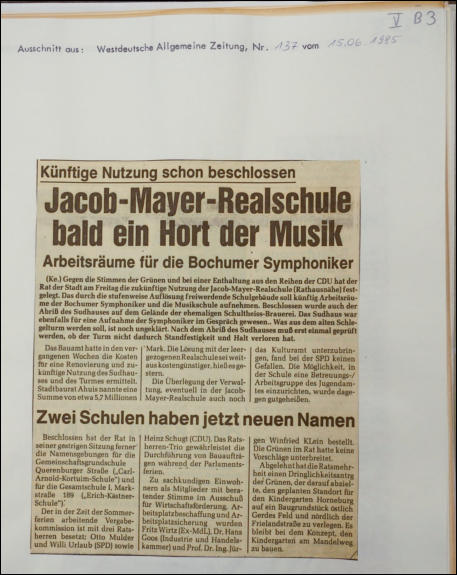 V B3
Ausschnitt aus: Westdeutsche Allgemeine Zeitung, Nr. 137 vom 15.06.1985
Künftige Nutzung schon beschlossen
Jacob-Mayer-Realschule
bald ein Hort der Musik
Arbeitsräume für die Bochumer Symphoniker
(Ke.) Gegen die Stimmen der Grünen und bei einer Enthaltung aus den Reihen der CDU hat der
Rat der Stadt am Freitag die zukünftige Nutzung der Jacob-Mayer-Realschule (Rathausnähe) fest-
gelegt. Das durch die stufenweise Auflösung freiwerdende Schulgebäude soll künftig Arbeitsräu-
me der Bochumer Symphoniker und die Musikschule aufnehmen. Beschlossen wurde auch der
Abriß des Sudhauses auf dem Gelände der ehemaligen Schultheiss-Brauerei. Das Sudhaus war
ebenfalls für eine Aufnahme der Symphoniker im Gespräch gewesen.. Was aus dem alten Schle-
gelturm werden soll, ist noch ungeklärt. Nach dem Abriß des Sudhauses muß erst einmal geprüft
werden, ob der Turm nicht dadurch Standfestigkeit und Halt verloren hat.
Das Bauamt hatte in den ver-
gangenen Wochen die Kosten
für eine Renovierung und zu-
künftige Nutzung des Sudhau-
ses und des Turmes ermittelt.
Stadtbaurat Ahuis nannte eine
Summe von etwa 5,7 Millionen
Mark. Die Lösung mit der leer-
gezogenen Realschule sei weit-
aus kostengünstiger, hieß es ge-
stern.
Die Überlegung der Verwal-
tung, eventuell in der Jacob-
Mayer-Realschule auch noch
das Kulturamt unterzubrin-
gen, fand bei der SPD keinen
Gefallen. Die Möglichkeit, in
der Schule eine Betreuungs-/
Arbeitsgruppe des Jugendam-
tes einzurichten, wurde dage-
gen gutgeheißen.
Zwei Schulen haben jetzt neuen Namen
Beschlossen hat der Rat in
seiner gestrigen Sitzung ferner
die Namensgebungen für die
Gemeinschaftsgrundschule
Querenburger Straße („Carl-
Arnold-Kortuim-Schule") und
für die Gesamtschule I, Mark-
straße 189 („Erich-Kästner-
Schule").
Der in der Zeit der Sommer-
ferien arbeitende Vergabe-
kommission ist mit drei Ratsher-
ren besetzt: Otto Mulder
und Willi Urlaub (SPD) sowie
Heinz Schugt (CDU). Das Rats-
herren-Trio gewährleistet die
Durchführung von Bauaufträ-
gen während der Parlaments-
ferien.
Zu sachkundigen Einwoh-
nern als Mitglieder mit bera-
tender Stimme im Ausschuß
für Wirtschaftsförderung, Ar-
beitsplatzbeschaffung und Ar-
beitsplatzsicherung wurden
Fritz Wirtz (Ex-MdL), Dr. Hans
Goos (Industrie und Handels-
kammer) und Prof. Dr. Ing. Jür-
gen Winfried KLein bestellt.
Die Grünen im Rat hatte keine
Vorschläge unterbreitet.
Abgelehnt hat die Ratsmehr-
heit einen Dringlichkeitsantrag
der Grünen, der darauf abziel-
te, den geplanten Standort für
den Kindergarten Horneburg
auf ein Baugrundstück östlich
Gerdes Feld und nördlich der
Frielandstraße zu verlegen. Es
bleibt bei dem Konzept, den
Kindergarten am Mandelweg
zu bauen.